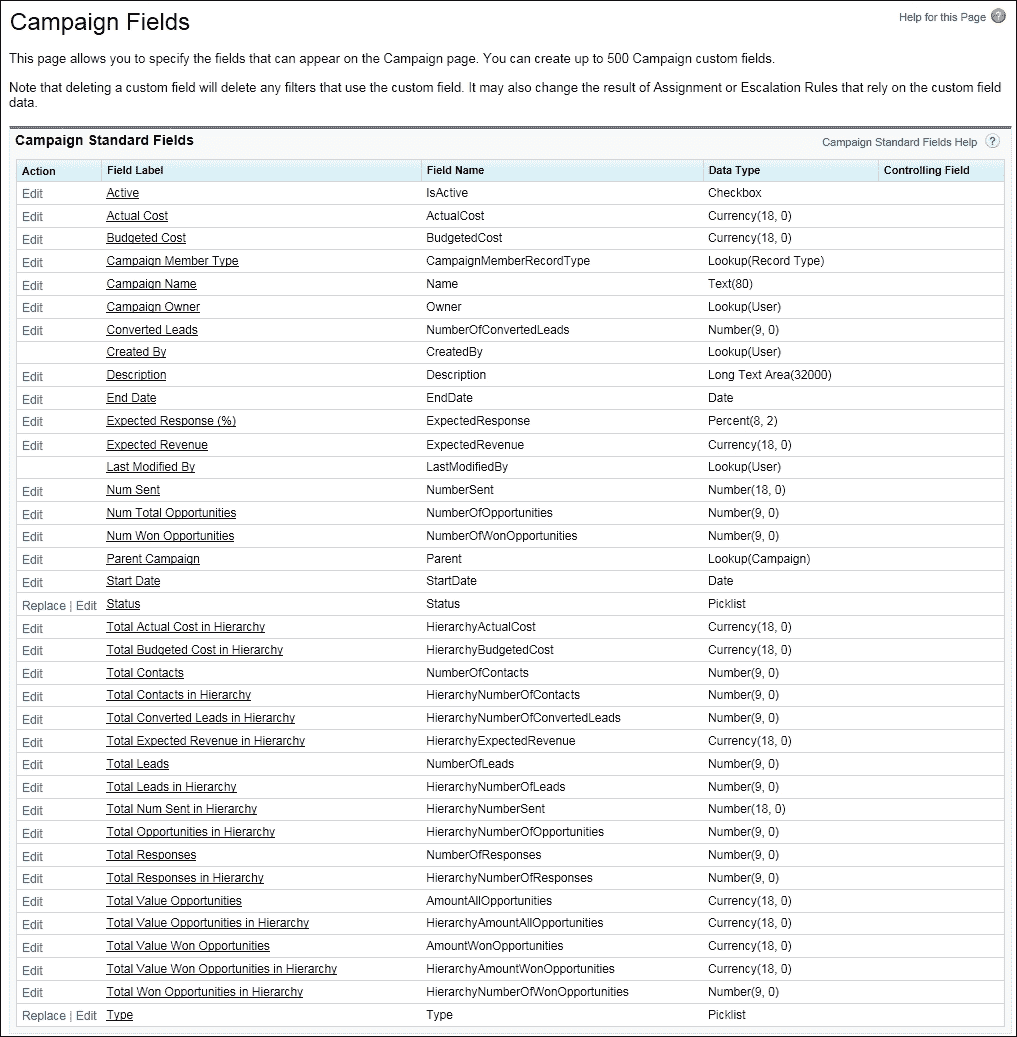 Campaign Fields
Help for this Page ?
This page allows you to specify the fields that can appear on the Campaign page. You can create up to 500 Campaign custom fields.
Note that deleting a custom field will delete any filters that use the custom field. It may also change the result of Assignment or Escalation Rules that rely on the custom field
data.
Campaign Standard Fields
Campaign Standard Fields Help ?
Action Field Label Field Name Data Type Controlling Field
Edit Active IsActive Checkbox
Edit Actual Cost ActualCost Currency(18, 0)
Edit Budgeted Cost BudgetedCost Currency(18, 0)
Edit Campaign Member Type CampaignMemberRecordType Lookup(Record Type)
Edit Campaign Name Name Text(80)
Edit Campaign Owner Owner Lookup(User)
Edit Converted Leads NumberOfConvertedLeads Number(9, 0)
Created By CreatedBy Lookup(User)
Edit Description Description Long Text Area(32000)
Edit End Date EndDate Date
Edit Expected Response (%) ExpectedResponse Percent(8, 2)
Edit Expected Revenue ExpectedRevenue Currency(18, 0)
Last Modified By LastModifiedBy Lookup(User)
Edit Num Sent NumberSent Number(18, 0)
Edit Num Total Opportunities NumberOfOpportunities Number(9, 0)
Edit Num Won Opportunities NumberOfWonOpportunities Number(9, 0)
Edit Parent Campaign Parent Lookup(Campaign)
Edit Start Date StartDate Date
Replace | Edit Status Status Picklist
Edit Total Actual Cost in Hierarchy HierarchyActualCost Currency(18, 0)
Edit Total Budgeted Cost in Hierarchy HierarchyBudgetedCost Currency(18, 0)
Edit Total Contacts NumberOfContacts Number(9, 0)
Edit Total Contacts in Hierarchy HierarchyNumberOfContacts Number(9, 0)
Edit Total Converted Leads in Hierarchy HierarchyNumberOfConvertedLeads Number(9, 0)
Edit Total Expected Revenue in Hierarchy HierarchyExpectedRevenue Currency(18, 0)
Edit Total Leads NumberOfLeads Number(9, 0)
Edit Total Leads in Hierarchy HierarchyNumberOfLeads Number(9, 0)
Edit Total Num Sent in Hierarchy HierarchyNumberSent Number(18, 0)
Edit Total Opportunities in Hierarchy HierarchyNumberOfOpportunities Number(9, 0)
Edit Total Responses NumberOfResponses Number(9, 0)
Edit Total Responses in Hierarchy HierarchyNumberOfResponses Number(9, 0)
Edit Total Value Opportunities AmountAllOpportunities Currency(18, 0)
Edit Total Value Opportunities in Hierarchy HierarchyAmountAllOpportunities Currency(18, 0)
Edit Total Value Won Opportunities AmountWonOpportunities Currency(18, 0)
Edit Total Value Won Opportunities in Hierarchy HierarchyAmountWonOpportunities Currency(18, 0)
Edit Total Won Opportunities in Hierarchy HierarchyNumberOfWonOpportunities Number(9, 0)
Replace | Edit Type Type Picklist